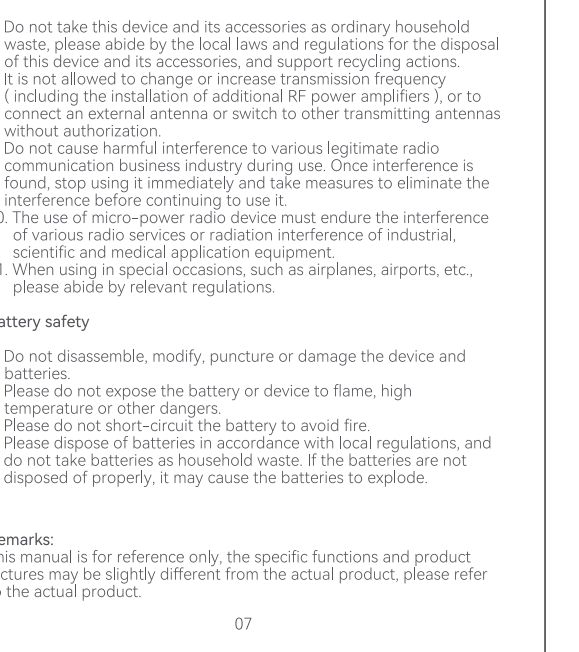 Do not take this device and its accessories as ordinary household
waste, please abide by the local laws and regulations for the disposal
of this device and its accessories, and support recycling actions.
It is not allowed to change or increase transmission frequency
( including the installation of additional RF power amplifiers ), or to
connect an external antenna or switch to other transmitting antennas
without authorization.
Do not cause harmful interference to various legitimate radio
communication business industry during use. Once interference is
found, stop using it immediately and take measures to eliminate the
interference before continuing to use it.
0. The use of micro-power radio device must endure the interference
of various radio services or radiation interference of industrial,
scientific and medical application equipment.
1. When using in special occasions, such as airplanes, airports, etc.,
please abide by relevant regulations.
attery safety
Do not disassemble, modify, puncture or damage the device and
batteries.
Please do not expose the battery or device to flame, high
temperature or other dangers.
Please do not short-circuit the battery to avoid fire.
Please dispose of batteries in accordance with local regulations, and
do not take batteries as household waste. If the batteries are not
disposed of properly, it may cause the batteries to explode.
emarks:
his manual is for reference only, the specific functions and product
ctures may be slightly different from the actual product, please refer
the actual product.
07